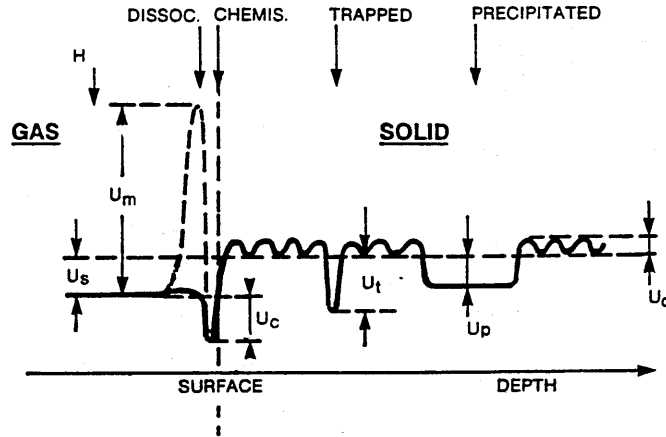 DISSOC. CHEMIS. TRAPPED PRECIPITATED
H
GAS SOLID
Um
Us
Uc
Ut
Up
SURFACE DEPTH